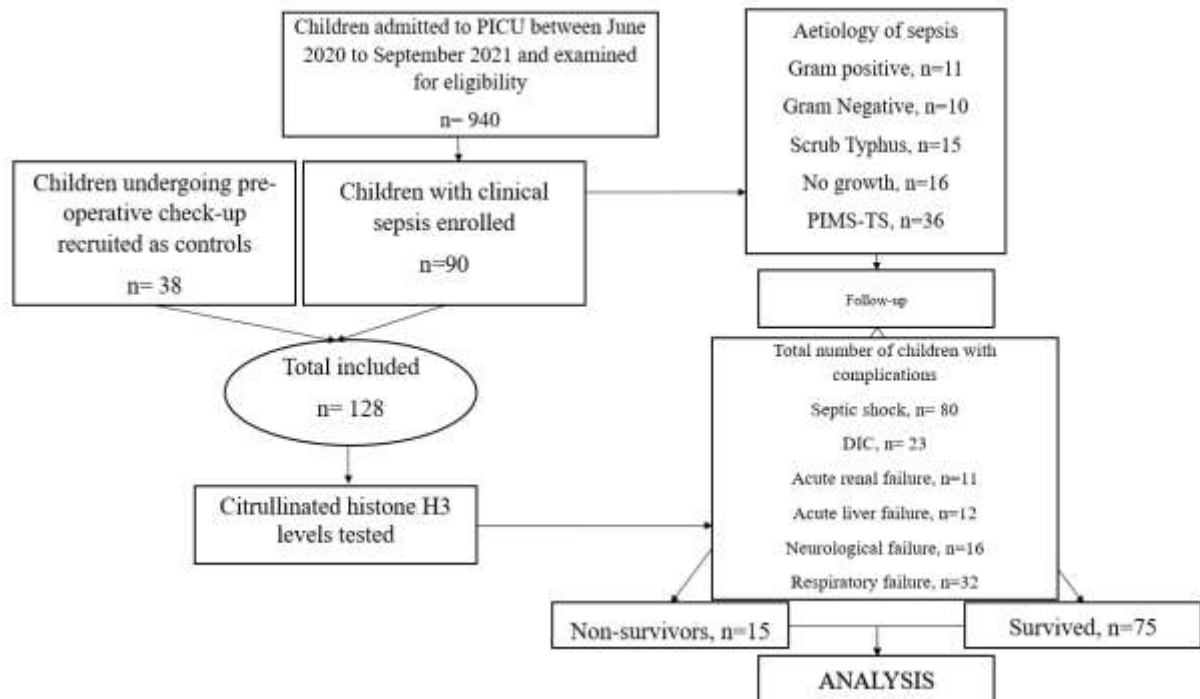 Children admitted to PICU between June
2020 to September 2021 and examined
for eligibility
n= 940
Children undergoing pre-
operative check-up
recruited as controls
n= 38
Children with clinical
sepsis enrolled
n=90
Aetiology of sepsis
Gram positive, n=11
Gram Negative, n=10
Scrub Typhus, n=15
No growth, n=16
PIMS-TS, n=36
Follow-up
Total included
n= 128
Total number of children with
complications
Septic shock, n= 80
DIC, n= 23
Acute renal failure, n=11
Acute liver failure, n=12
Neurological failure, n=16
Respiratory failure, n=32
Citrullinated histone H3
levels tested
Non-survivors, n=15
Survived, n=75
ANALYSIS